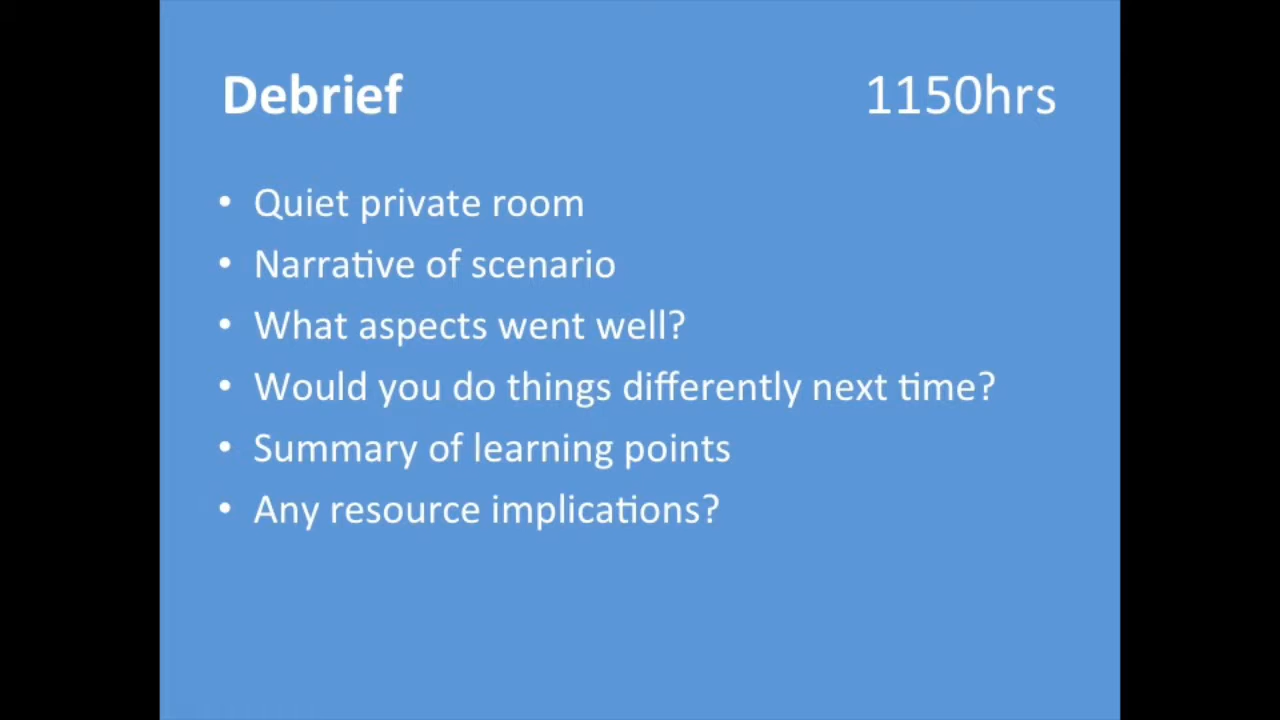 Debrief 1150hrs
• Quiet private room
• Narrative of scenario
• What aspects went well?
• Would you do things differently next time?
• Summary of learning points
• Any resource implications?